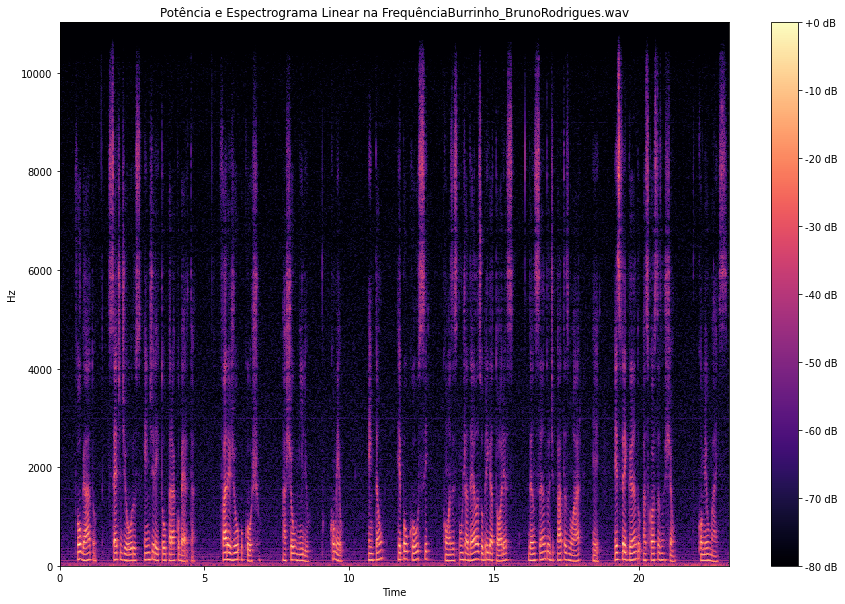 Potência e Espectrograma Linear na FrequênciaBurrinho_BrunoRodrigues.wav
Hz
10000
8000
6000
4000
2000
0
0
5
10
15
20
Time
+0 dB
-10 dB
-20 dB
-30 dB
-40 dB
-50 dB
-60 dB
-70 dB
-80 dB